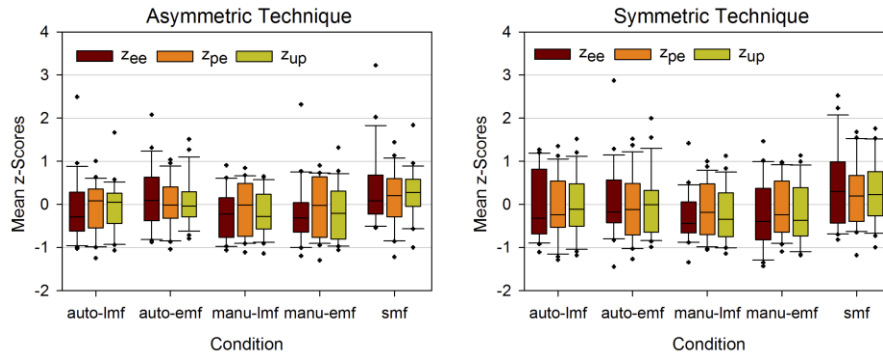 Asymmetric Technique
4
3
2
1
0
-1
-2
Mean z-Scores
zee
zpe
zup
auto-lmf auto-emf manu-lmf manu-emf smf
Condition
Symmetric Technique
4
3
2
1
0
-1
-2
Mean z-Scores
zee
zpe
zup
auto-lmf auto-emf manu-lmf manu-emf smf
Condition